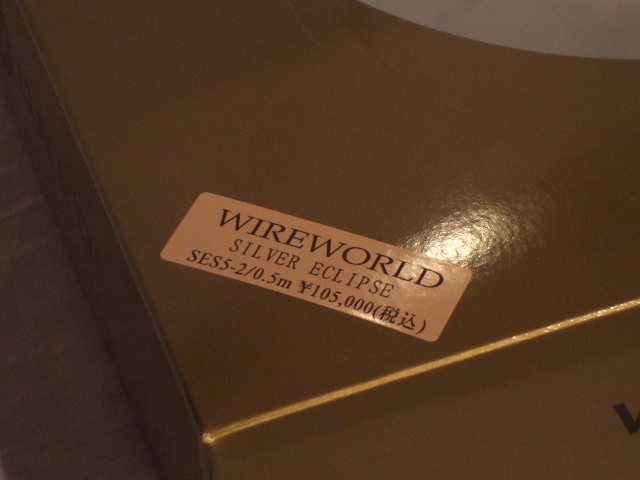 WIREWORLD
SILVER ECLIPSE
SES5-2/0.5m ¥105,000(税込)